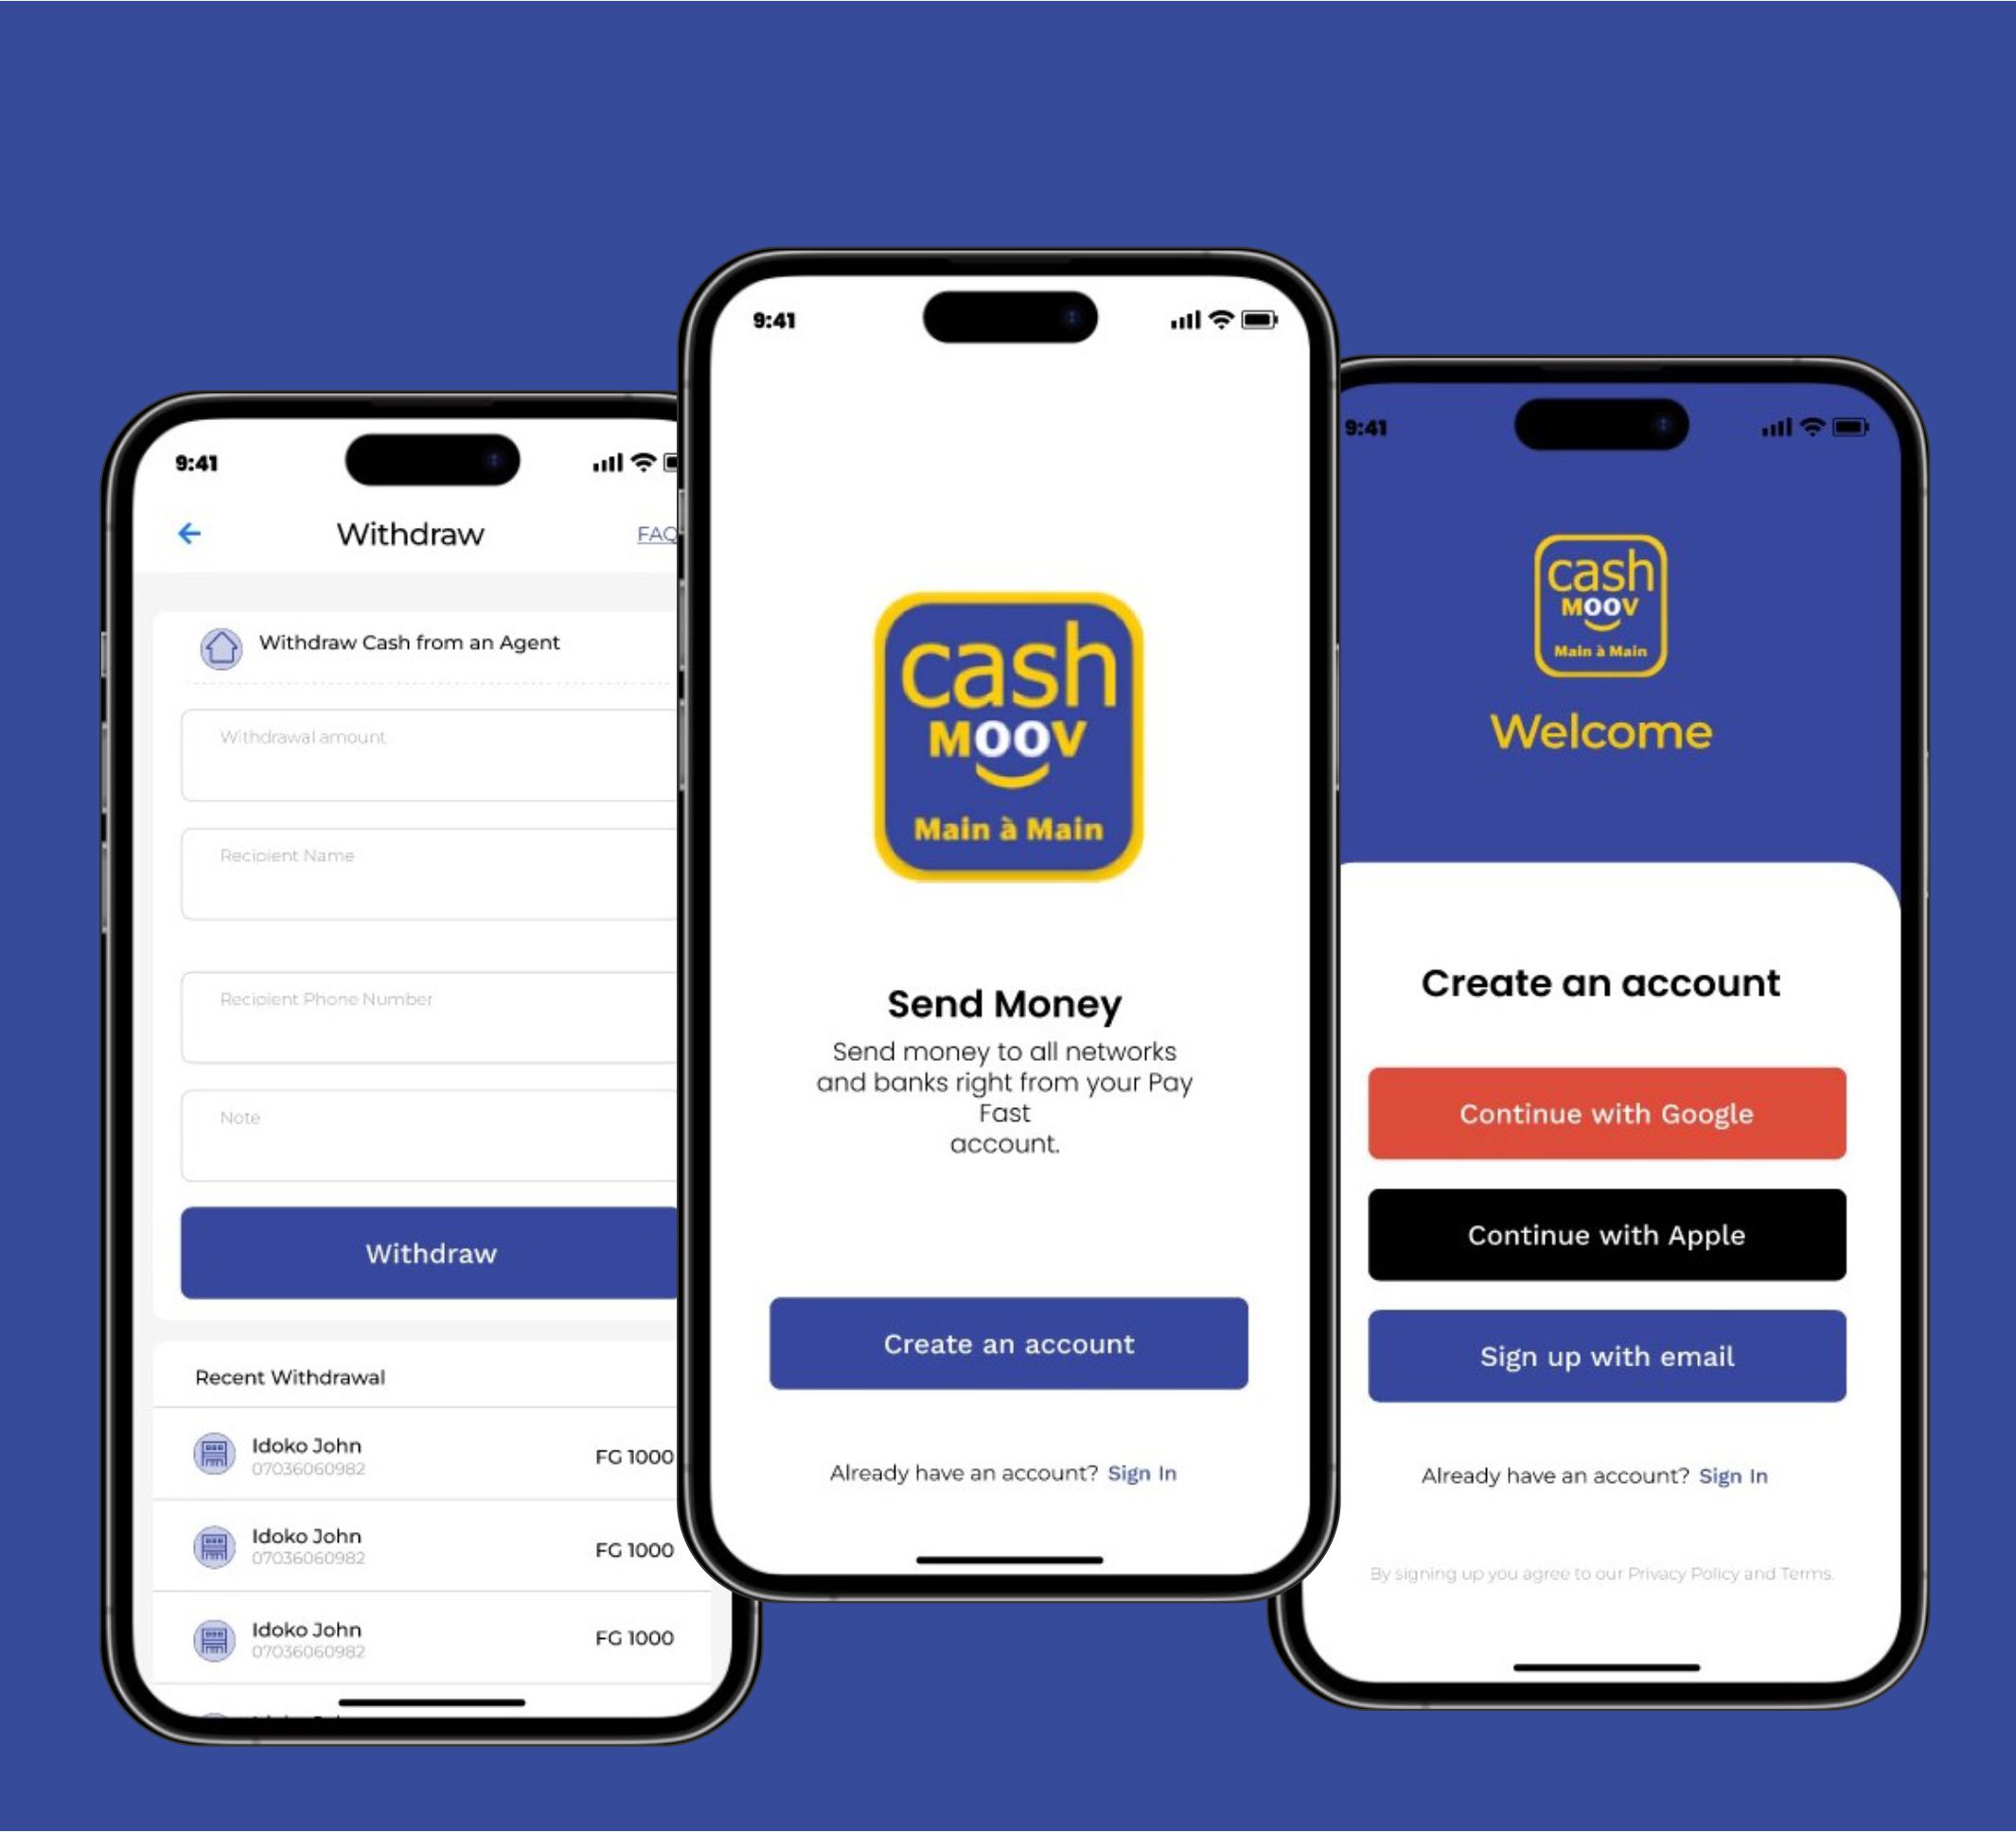 9:41
Withdraw
FAQ
Withdraw Cash from an Agent
Withdrawal amount
Recipient Name
Recipient Phone Number
Note
Withdraw
Recent Withdrawal
Idoko John
07036060982
FG 1000
Idoko John
07036060982
FG 1000
Idoko John
07036060982
FG 1000
9:41
cash
MOOV
Main à Main
Send Money
Send money to all networks
and banks right from your Pay
Fast
account.
Create an account
Already have an account? Sign In
9:41
cash
MOOV
Main à Main
Welcome
Create an account
Continue with Google
Continue with Apple
Sign up with email
Already have an account? Sign In
By signing up you agree to our Privacy Policy and Terms.